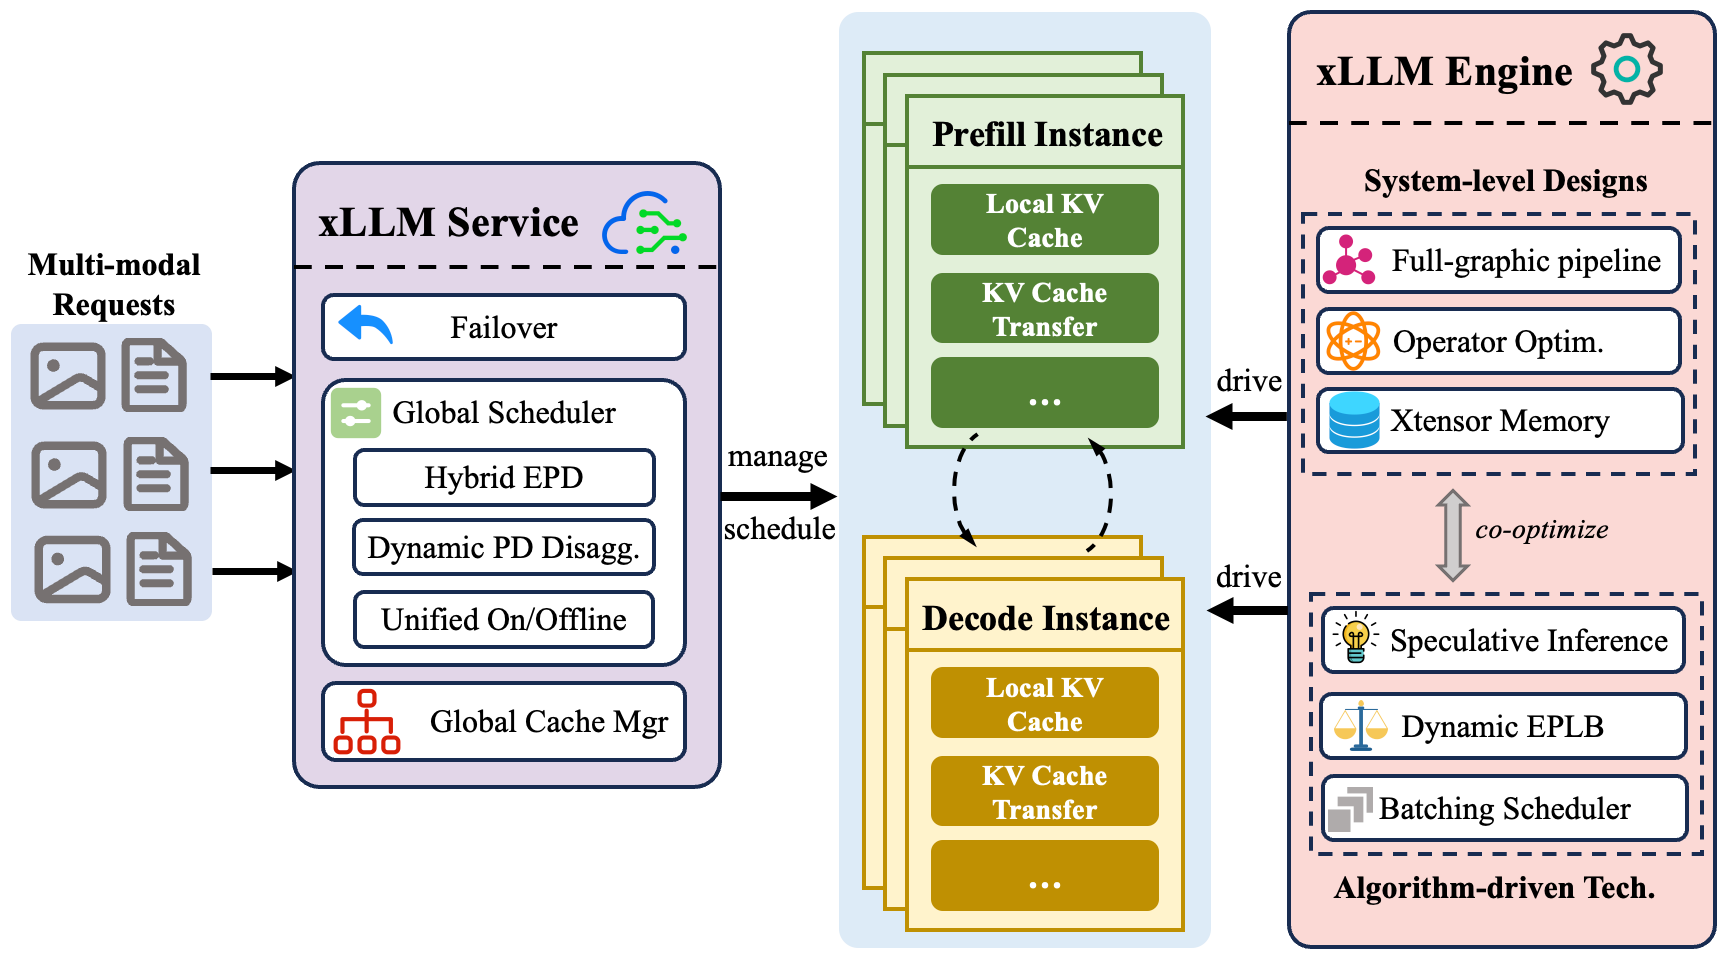 Multi-modal
Requests
xLLM Service
Failover
Global Scheduler
Hybrid EPD
Dynamic PD Disagg.
Unified On/Offline
Global Cache Mgr
manage
schedule
Prefill Instance
Local KV
Cache
KV Cache
Transfer
...
Decode Instance
Local KV
Cache
KV Cache
Transfer
...
drive
drive
xLLM Engine
System-level Designs
Full-graphic pipeline
Operator Optim.
Xtensor Memory
co-optimize
Speculative Inference
Dynamic EPLB
Batching Scheduler
Algorithm-driven Tech.